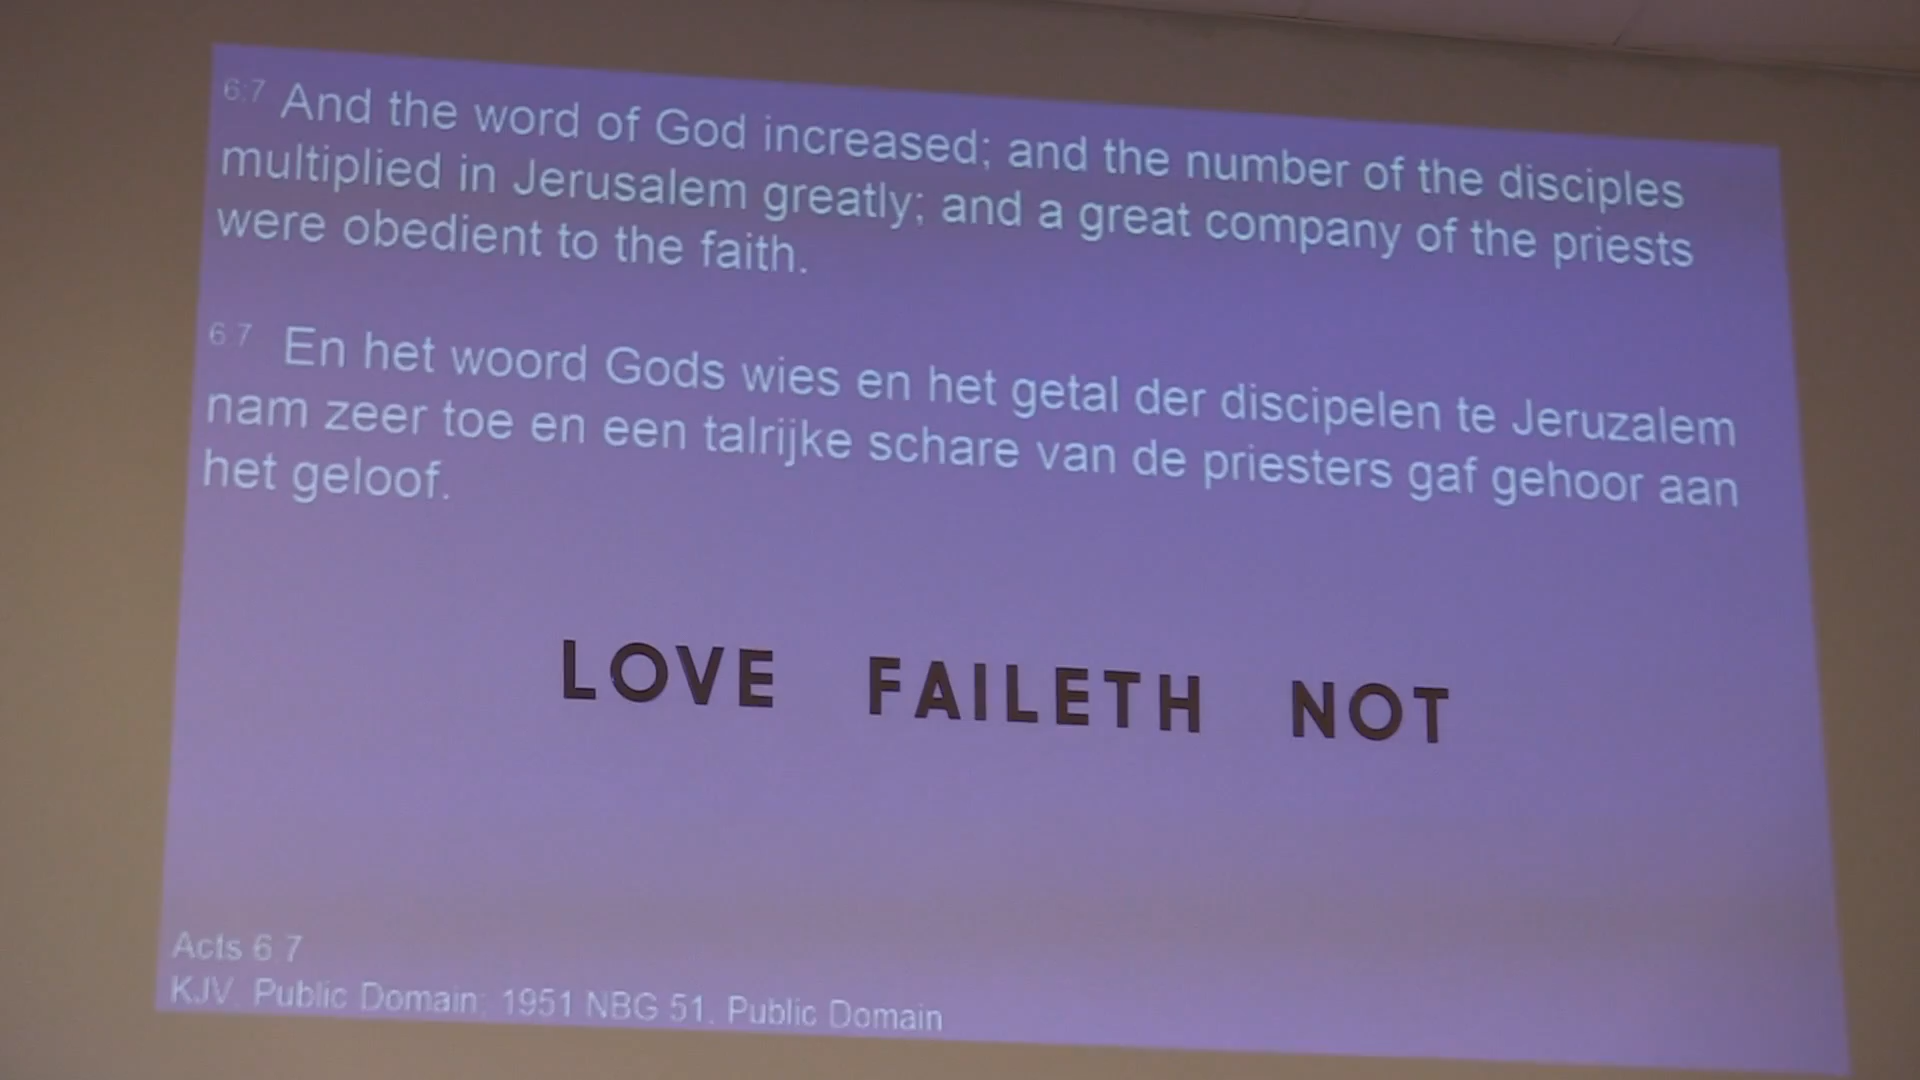 6:7 And the word of God increased; and the number of the disciples
multiplied in Jerusalem greatly; and a great company of the priests
were obedient to the faith.
6:7 En het woord Gods wies en het getal der discipelen te Jeruzalem
nam zeer toe en een talrijke schare van de priesters gaf gehoor aan
het geloof.
LOVE FAILETH NOT
Acts 6:7
KJV. Public Domain; 1951 NBG 51. Public Domain